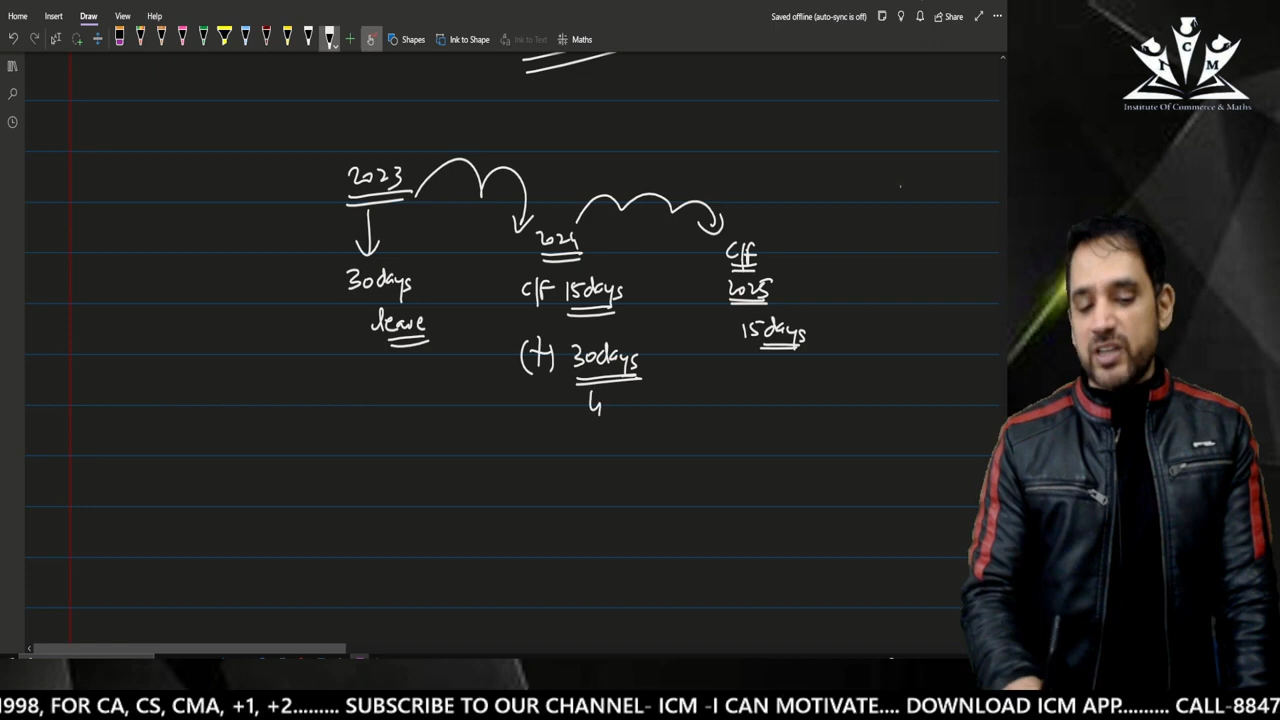 Home Insert Draw View Help
Saved offline (auto-sync is off)
Share
Shapes
Ink to Shape
Ink to Text
Maths
I C M
Institute Of Commerce & Maths
2023
30days
leave
2024
C/F 15days
(+) 30days
4
C/f
2025
15days
1998, FOR CA, CS, CMA, +1, +2......... SUBSCRIBE TO OUR CHANNEL- ICM -I CAN MOTIVATE.... DOWNLOAD ICM APP......... CALL-8847